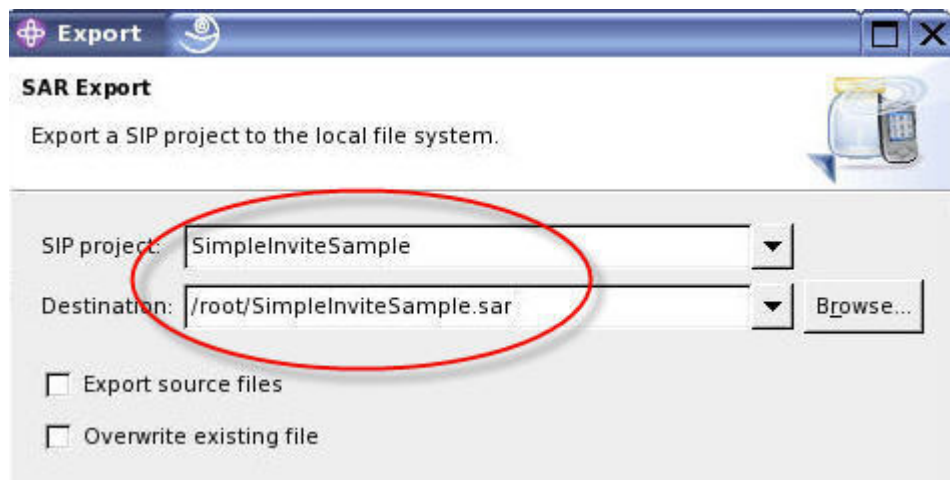 Export
SAR Export
Export a SIP project to the local file system.
SIP project: SimpleInviteSample
Destination: /root/SimpleInviteSample.sar Browse...
Export source files
Overwrite existing file